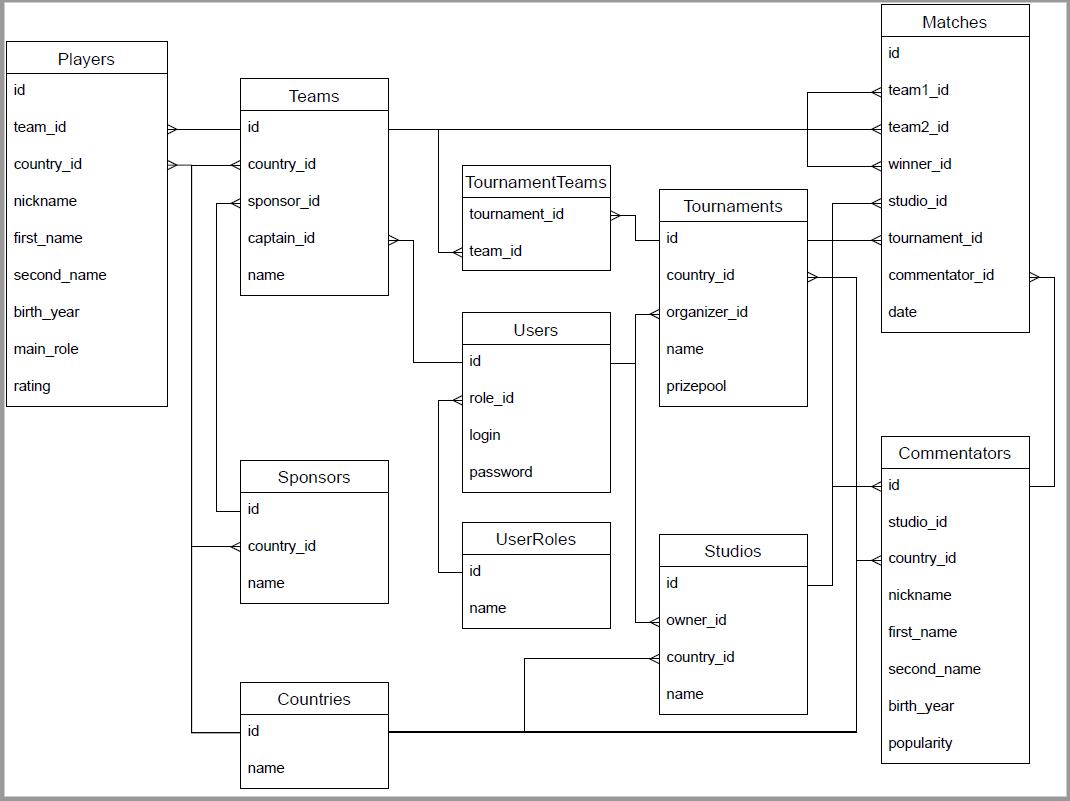 Players
id
team_id
country_id
nickname
first_name
second_name
birth_year
main_role
rating
Teams
id
country_id
sponsor_id
captain_id
name
Sponsors
id
country_id
name
Countries
id
name
TournamentTeams
tournament_id
team_id
Users
id
role_id
login
password
UserRoles
id
name
Tournaments
id
country_id
organizer_id
name
prizepool
Studios
id
owner_id
country_id
name
Matches
id
team1_id
team2_id
winner_id
studio_id
tournament_id
commentator_id
date
Commentators
id
studio_id
country_id
nickname
first_name
second_name
birth_year
popularity